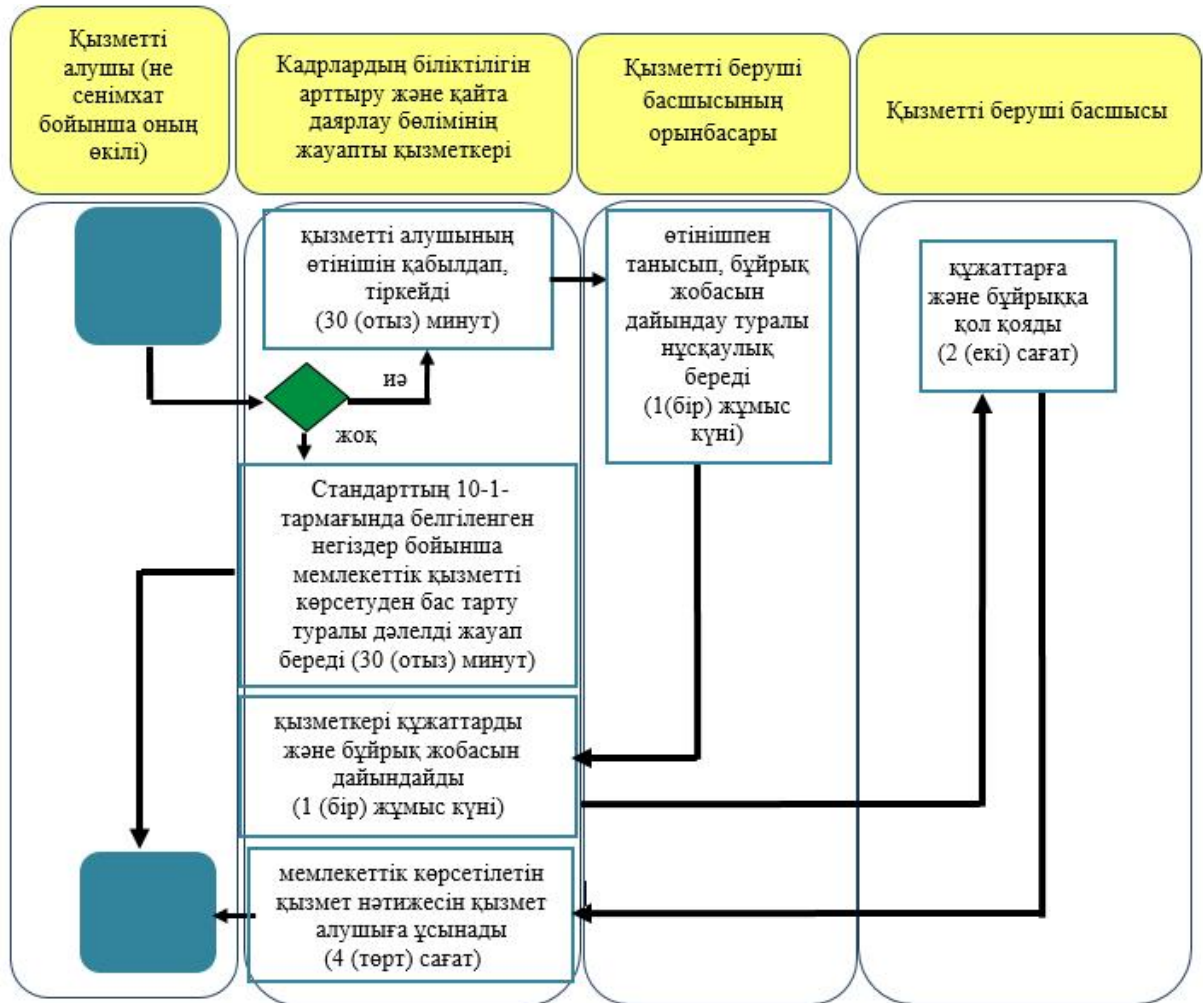 Қызметті
алушы (не
сенімхат
бойынша оның
өкілі)
Кадрлардың біліктілігін
арттыру және қайта
даярлау бөлімінің
жауапты қызметкері
Қызметті беруші
басшысының
орынбасары
Қызметті беруші басшысы
қызметті алушының
өтінішін қабылдап,
тіркейді
(30 (отыз) минут)
өтінішпен
танысып, бұйрық
жобасын
дайындау туралы
нұсқаулық
береді
(1(бір) жұмыс
күні)
құжаттарға
және бұйрыққа
қол қояды
(2 (екі) сағат)
иә
жоқ
Стандарттың 10-1-
тармағында белгіленген
негіздер бойынша
мемлекеттік қызметті
көрсетуден бас тарту
туралы дәлелді жауап
береді (30 (отыз) минут)
қызметкері құжаттарды
және бұйрық жобасын
дайындайды
(1 (бір) жұмыс күні)
мемлекеттік көрсетілетін
қызмет нәтижесін қызмет
алушыға ұсынады
(4 (төрт) сағат)